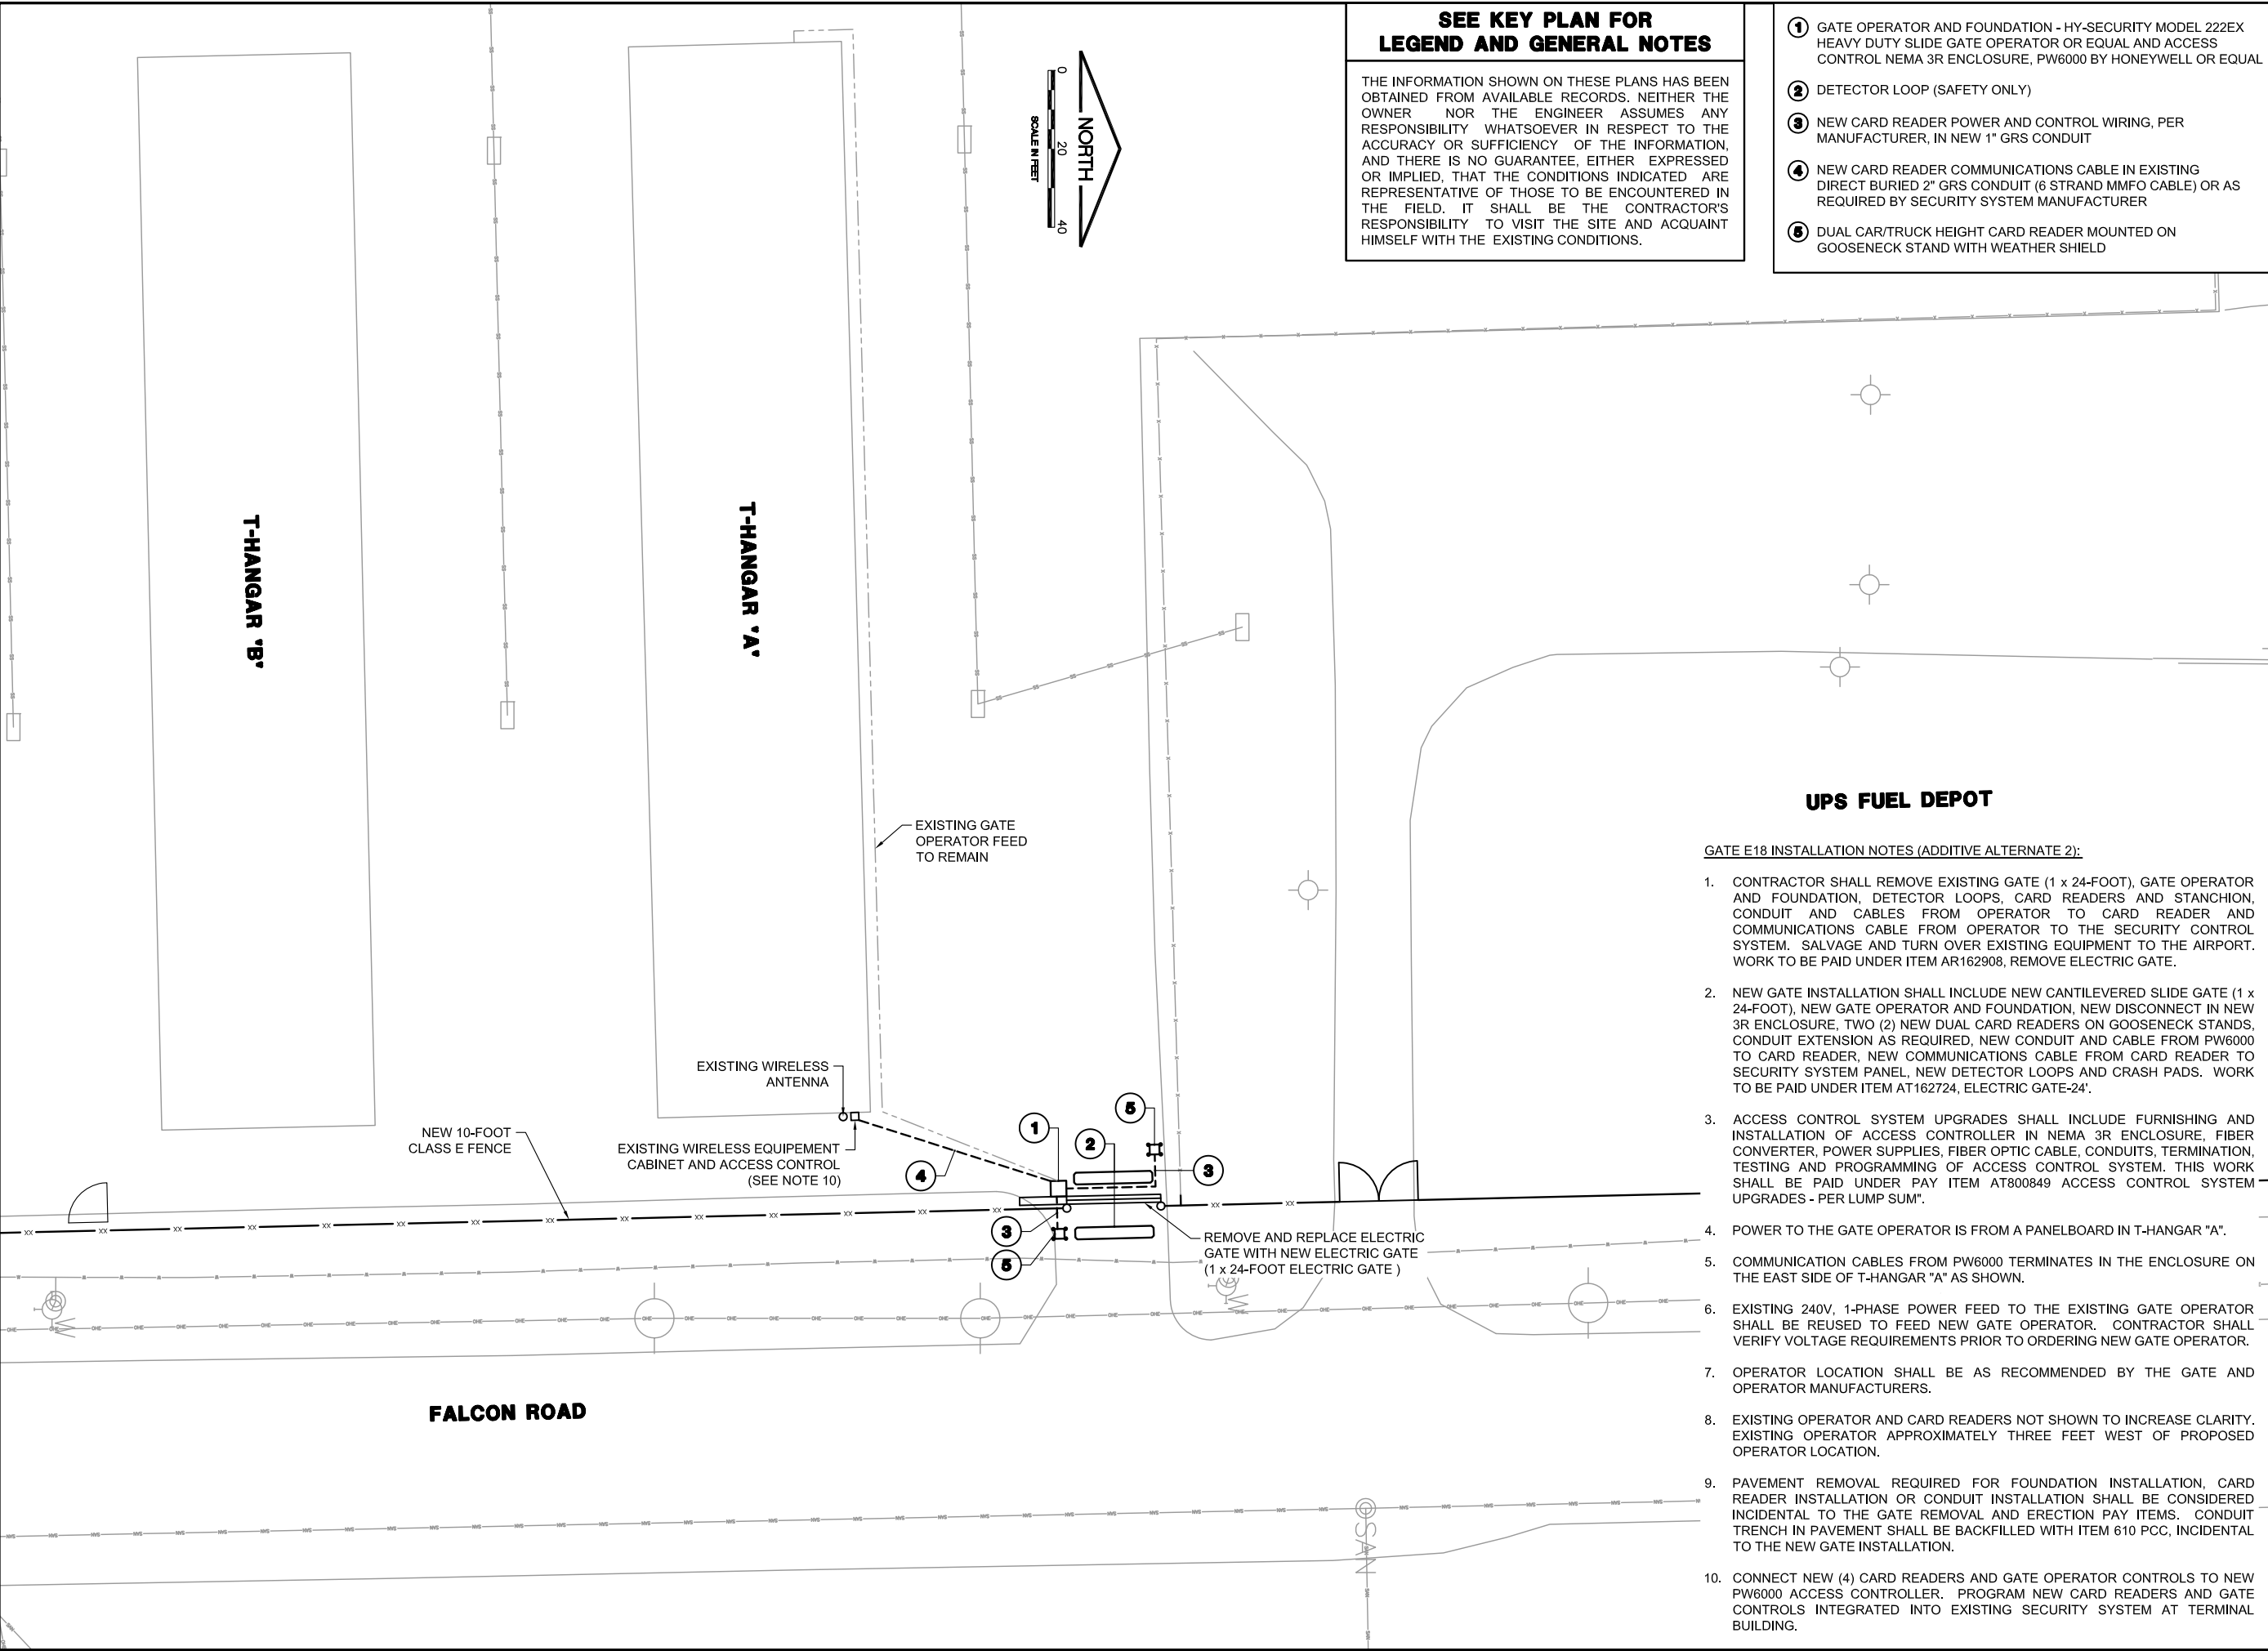 SEE KEY PLAN FOR
LEGEND AND GENERAL NOTES
THE INFORMATION SHOWN ON THESE PLANS HAS BEEN
OBTAINED FROM AVAILABLE RECORDS. NEITHER THE
OWNER NOR THE ENGINEER ASSUMES ANY
RESPONSIBILITY WHATSOEVER IN RESPECT TO THE
ACCURACY OR SUFFICIENCY OF THE INFORMATION,
AND THERE IS NO GUARANTEE, EITHER EXPRESSED
OR IMPLIED, THAT THE CONDITIONS INDICATED ARE
REPRESENTATIVE OF THOSE TO BE ENCOUNTERED IN
THE FIELD. IT SHALL BE THE CONTRACTOR'S
RESPONSIBILITY TO VISIT THE SITE AND ACQUAINT
HIMSELF WITH THE EXISTING CONDITIONS.
1 GATE OPERATOR AND FOUNDATION - HY-SECURITY MODEL 222EX
HEAVY DUTY SLIDE GATE OPERATOR OR EQUAL AND ACCESS
CONTROL NEMA 3R ENCLOSURE, PW6000 BY HONEYWELL OR EQUAL
2 DETECTOR LOOP (SAFETY ONLY)
3 NEW CARD READER POWER AND CONTROL WIRING, PER
MANUFACTURER, IN NEW 1" GRS CONDUIT
4 NEW CARD READER COMMUNICATIONS CABLE IN EXISTING
DIRECT BURIED 2" GRS CONDUIT (6 STRAND MMFO CABLE) OR AS
REQUIRED BY SECURITY SYSTEM MANUFACTURER
5 DUAL CAR/TRUCK HEIGHT CARD READER MOUNTED ON
GOOSENECK STAND WITH WEATHER SHIELD
NORTH
0 20 40
SCALE IN FEET
T-HANGAR 'B'
T-HANGAR 'A'
EXISTING GATE
OPERATOR FEED
TO REMAIN
EXISTING WIRELESS
ANTENNA
NEW 10-FOOT
CLASS E FENCE
EXISTING WIRELESS EQUIPEMENT
CABINET AND ACCESS CONTROL
(SEE NOTE 10)
1
2
3
4
5
3
5
REMOVE AND REPLACE ELECTRIC
GATE WITH NEW ELECTRIC GATE
(1 x 24-FOOT ELECTRIC GATE )
FALCON ROAD
UPS FUEL DEPOT
GATE E18 INSTALLATION NOTES (ADDITIVE ALTERNATE 2):
1. CONTRACTOR SHALL REMOVE EXISTING GATE (1 x 24-FOOT), GATE OPERATOR
AND FOUNDATION, DETECTOR LOOPS, CARD READERS AND STANCHION,
CONDUIT AND CABLES FROM OPERATOR TO CARD READER AND
COMMUNICATIONS CABLE FROM OPERATOR TO THE SECURITY CONTROL
SYSTEM. SALVAGE AND TURN OVER EXISTING EQUIPMENT TO THE AIRPORT.
WORK TO BE PAID UNDER ITEM AR162908, REMOVE ELECTRIC GATE.
2. NEW GATE INSTALLATION SHALL INCLUDE NEW CANTILEVERED SLIDE GATE (1 x
24-FOOT), NEW GATE OPERATOR AND FOUNDATION, NEW DISCONNECT IN NEW
3R ENCLOSURE, TWO (2) NEW DUAL CARD READERS ON GOOSENECK STANDS,
CONDUIT EXTENSION AS REQUIRED, NEW CONDUIT AND CABLE FROM PW6000
TO CARD READER, NEW COMMUNICATIONS CABLE FROM CARD READER TO
SECURITY SYSTEM PANEL, NEW DETECTOR LOOPS AND CRASH PADS. WORK
TO BE PAID UNDER ITEM AT162724, ELECTRIC GATE-24'.
3. ACCESS CONTROL SYSTEM UPGRADES SHALL INCLUDE FURNISHING AND
INSTALLATION OF ACCESS CONTROLLER IN NEMA 3R ENCLOSURE, FIBER
CONVERTER, POWER SUPPLIES, FIBER OPTIC CABLE, CONDUITS, TERMINATION,
TESTING AND PROGRAMMING OF ACCESS CONTROL SYSTEM. THIS WORK
SHALL BE PAID UNDER PAY ITEM AT800849 ACCESS CONTROL SYSTEM
UPGRADES - PER LUMP SUM".
4. POWER TO THE GATE OPERATOR IS FROM A PANELBOARD IN T-HANGAR "A".
5. COMMUNICATION CABLES FROM PW6000 TERMINATES IN THE ENCLOSURE ON
THE EAST SIDE OF T-HANGAR "A" AS SHOWN.
6. EXISTING 240V, 1-PHASE POWER FEED TO THE EXISTING GATE OPERATOR
SHALL BE REUSED TO FEED NEW GATE OPERATOR. CONTRACTOR SHALL
VERIFY VOLTAGE REQUIREMENTS PRIOR TO ORDERING NEW GATE OPERATOR.
7. OPERATOR LOCATION SHALL BE AS RECOMMENDED BY THE GATE AND
OPERATOR MANUFACTURERS.
8. EXISTING OPERATOR AND CARD READERS NOT SHOWN TO INCREASE CLARITY.
EXISTING OPERATOR APPROXIMATELY THREE FEET WEST OF PROPOSED
OPERATOR LOCATION.
9. PAVEMENT REMOVAL REQUIRED FOR FOUNDATION INSTALLATION, CARD
READER INSTALLATION OR CONDUIT INSTALLATION SHALL BE CONSIDERED
INCIDENTAL TO THE GATE REMOVAL AND ERECTION PAY ITEMS. CONDUIT
TRENCH IN PAVEMENT SHALL BE BACKFILLED WITH ITEM 610 PCC, INCIDENTAL
TO THE NEW GATE INSTALLATION.
10. CONNECT NEW (4) CARD READERS AND GATE OPERATOR CONTROLS TO NEW
PW6000 ACCESS CONTROLLER. PROGRAM NEW CARD READERS AND GATE
CONTROLS INTEGRATED INTO EXISTING SECURITY SYSTEM AT TERMINAL
BUILDING.